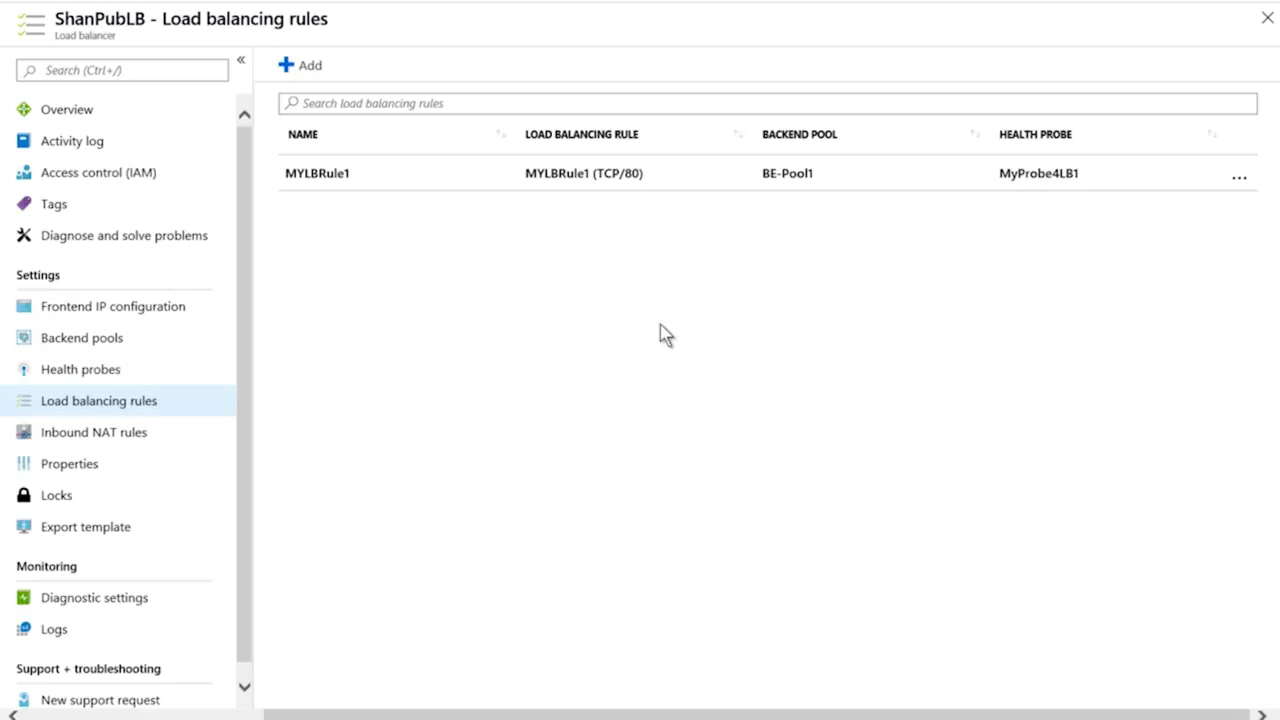 ShanPubLB - Load balancing rules
Load balancer
Search (Ctrl+/)
«
Overview
Activity log
Access control (IAM)
Tags
Diagnose and solve problems
Settings
Frontend IP configuration
Backend pools
Health probes
Load balancing rules
Inbound NAT rules
Properties
Locks
Export template
Monitoring
Diagnostic settings
Logs
Support + troubleshooting
New support request
Add
Search load balancing rules
NAME LOAD BALANCING RULE BACKEND POOL HEALTH PROBE
MYLBRule1 MYLBRule1 (TCP/80) BE-Pool1 MyProbe4LB1 ...